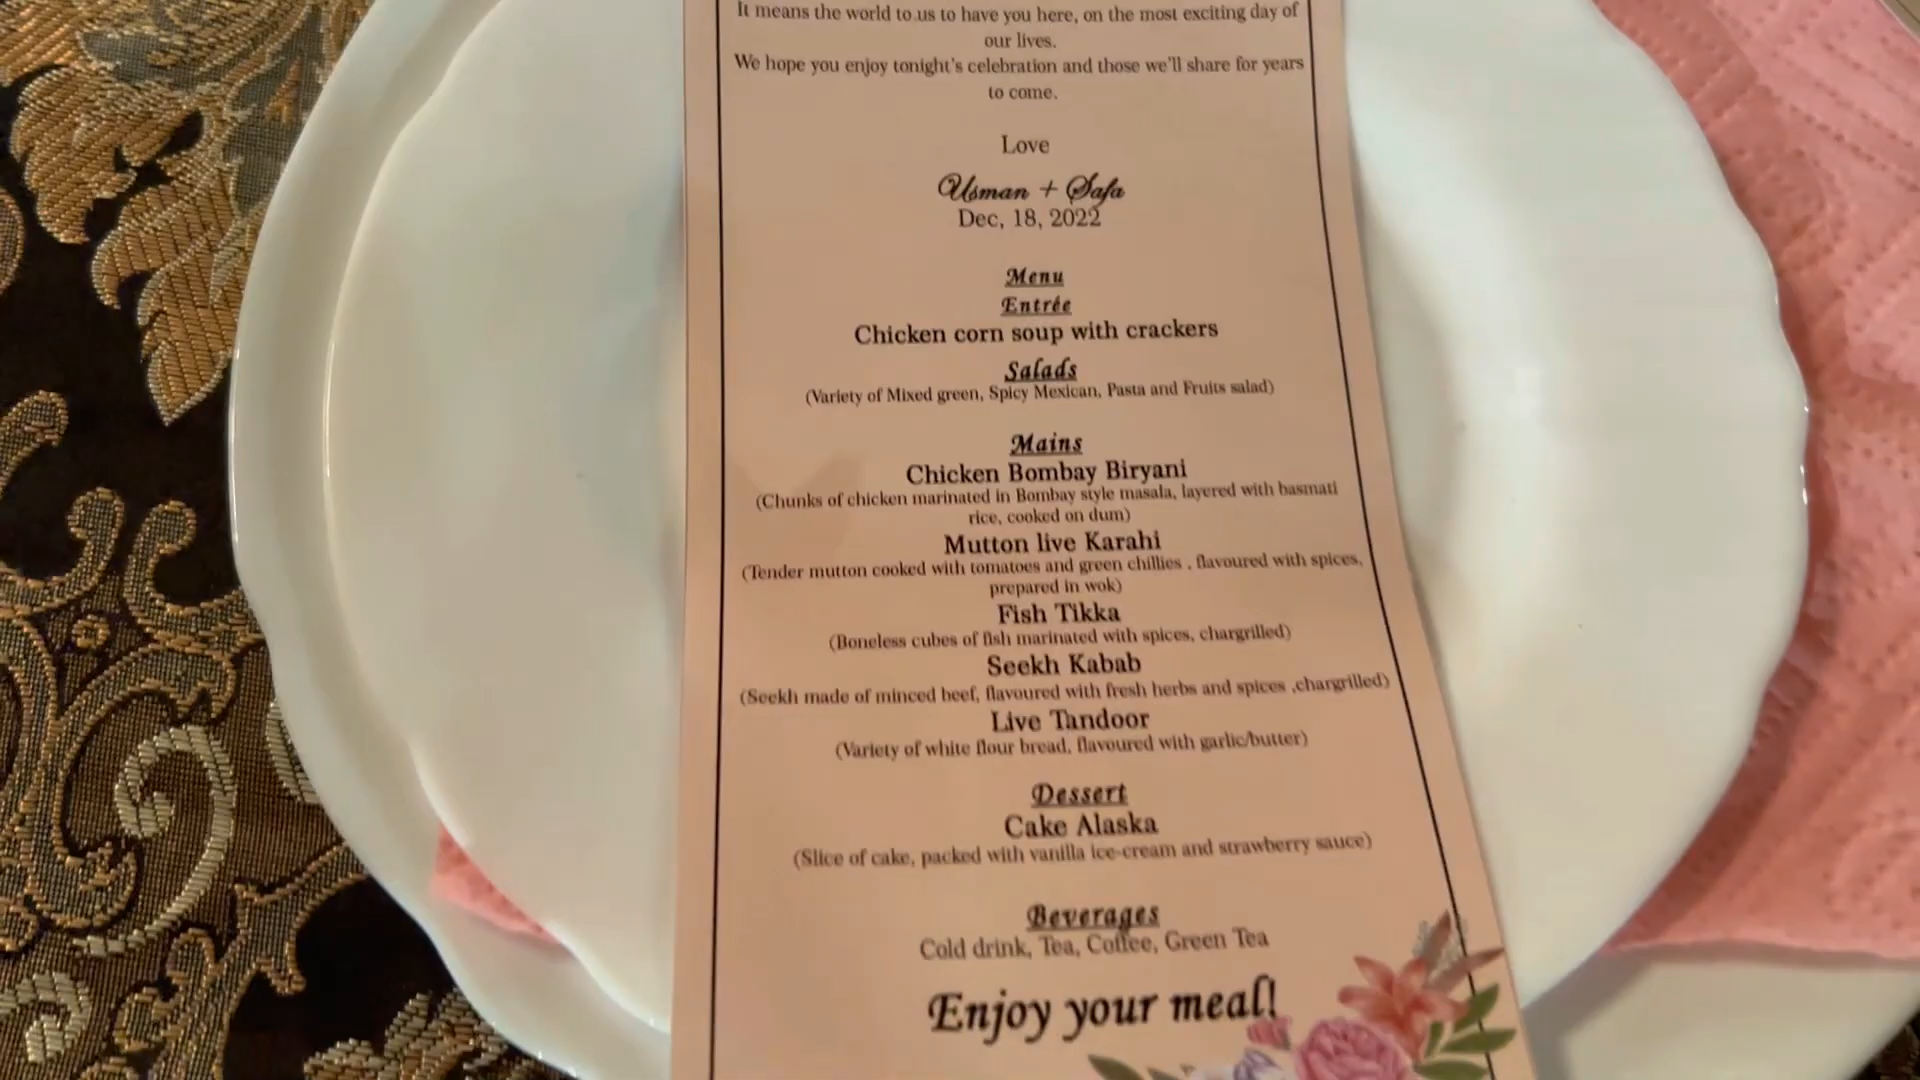 It means the world to us to have you here, on the most exciting day of
our lives.
We hope you enjoy tonight's celebration and those we'll share for years
to come.
Love
Usman + Safa
Dec, 18, 2022
Menu
Entrée
Chicken corn soup with crackers
Salads
(Variety of Mixed green, Spicy Mexican, Pasta and Fruits salad)
Mains
Chicken Bombay Biryani
(Chunks of chicken marinated in Bombay style masala, layered with basmati
rice, cooked on dum)
Mutton live Karahi
(Tender mutton cooked with tomatoes and green chillies , flavoured with spices,
prepared in wok)
Fish Tikka
(Boneless cubes of fish marinated with spices, chargrilled)
Seekh Kabab
(Seekh made of minced beef, flavoured with fresh herbs and spices ,chargrilled)
Live Tandoor
(Variety of white flour bread, flavoured with garlic/butter)
Dessert
Cake Alaska
(Slice of cake, packed with vanilla ice-cream and strawberry sauce)
Beverages
Cold drink, Tea, Coffee, Green Tea
Enjoy your meal!